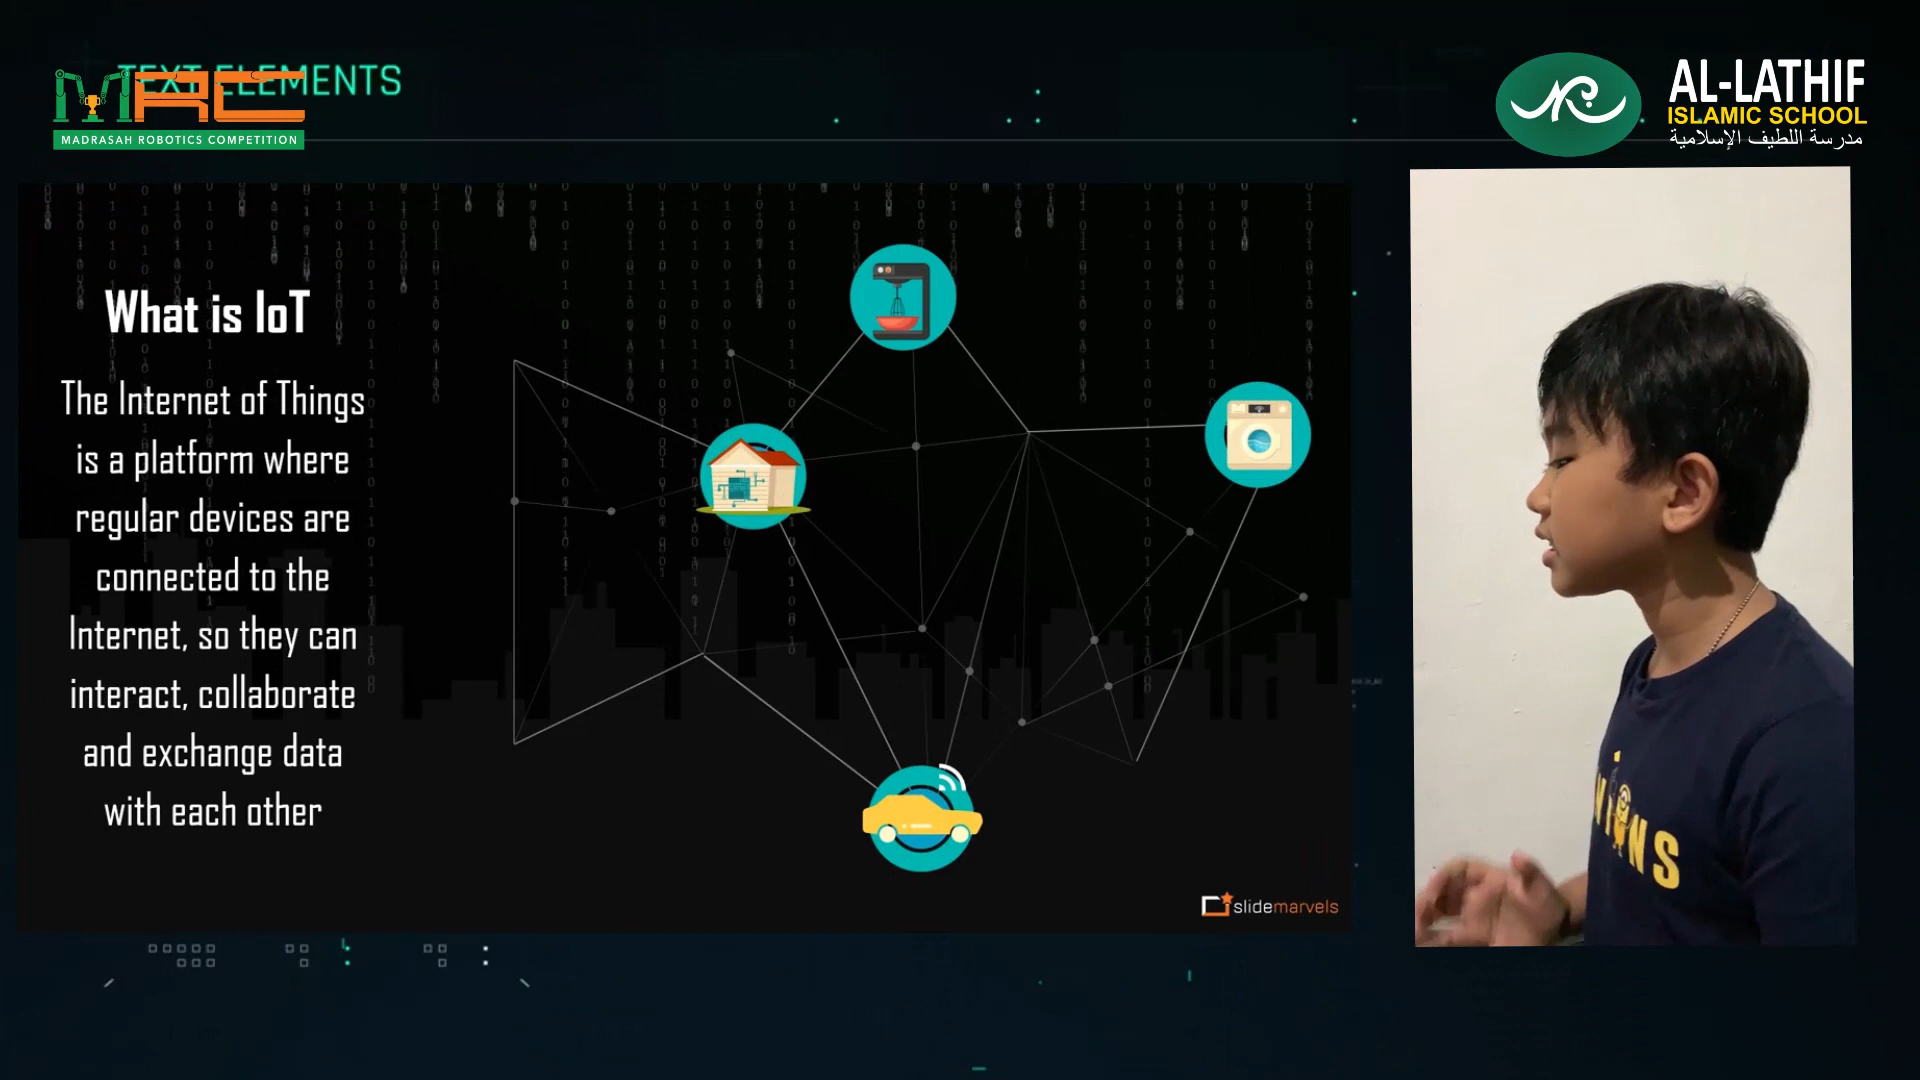 TEXT ELEMENTS
MRC
MADRASAH ROBOTICS COMPETITION
AL-LATHIF
ISLAMIC SCHOOL
مدرسة اللطيف الإسلامية
What is IoT
The Internet of Things
is a platform where
regular devices are
connected to the
Internet, so they can
interact, collaborate
and exchange data
with each other
slidemarvels